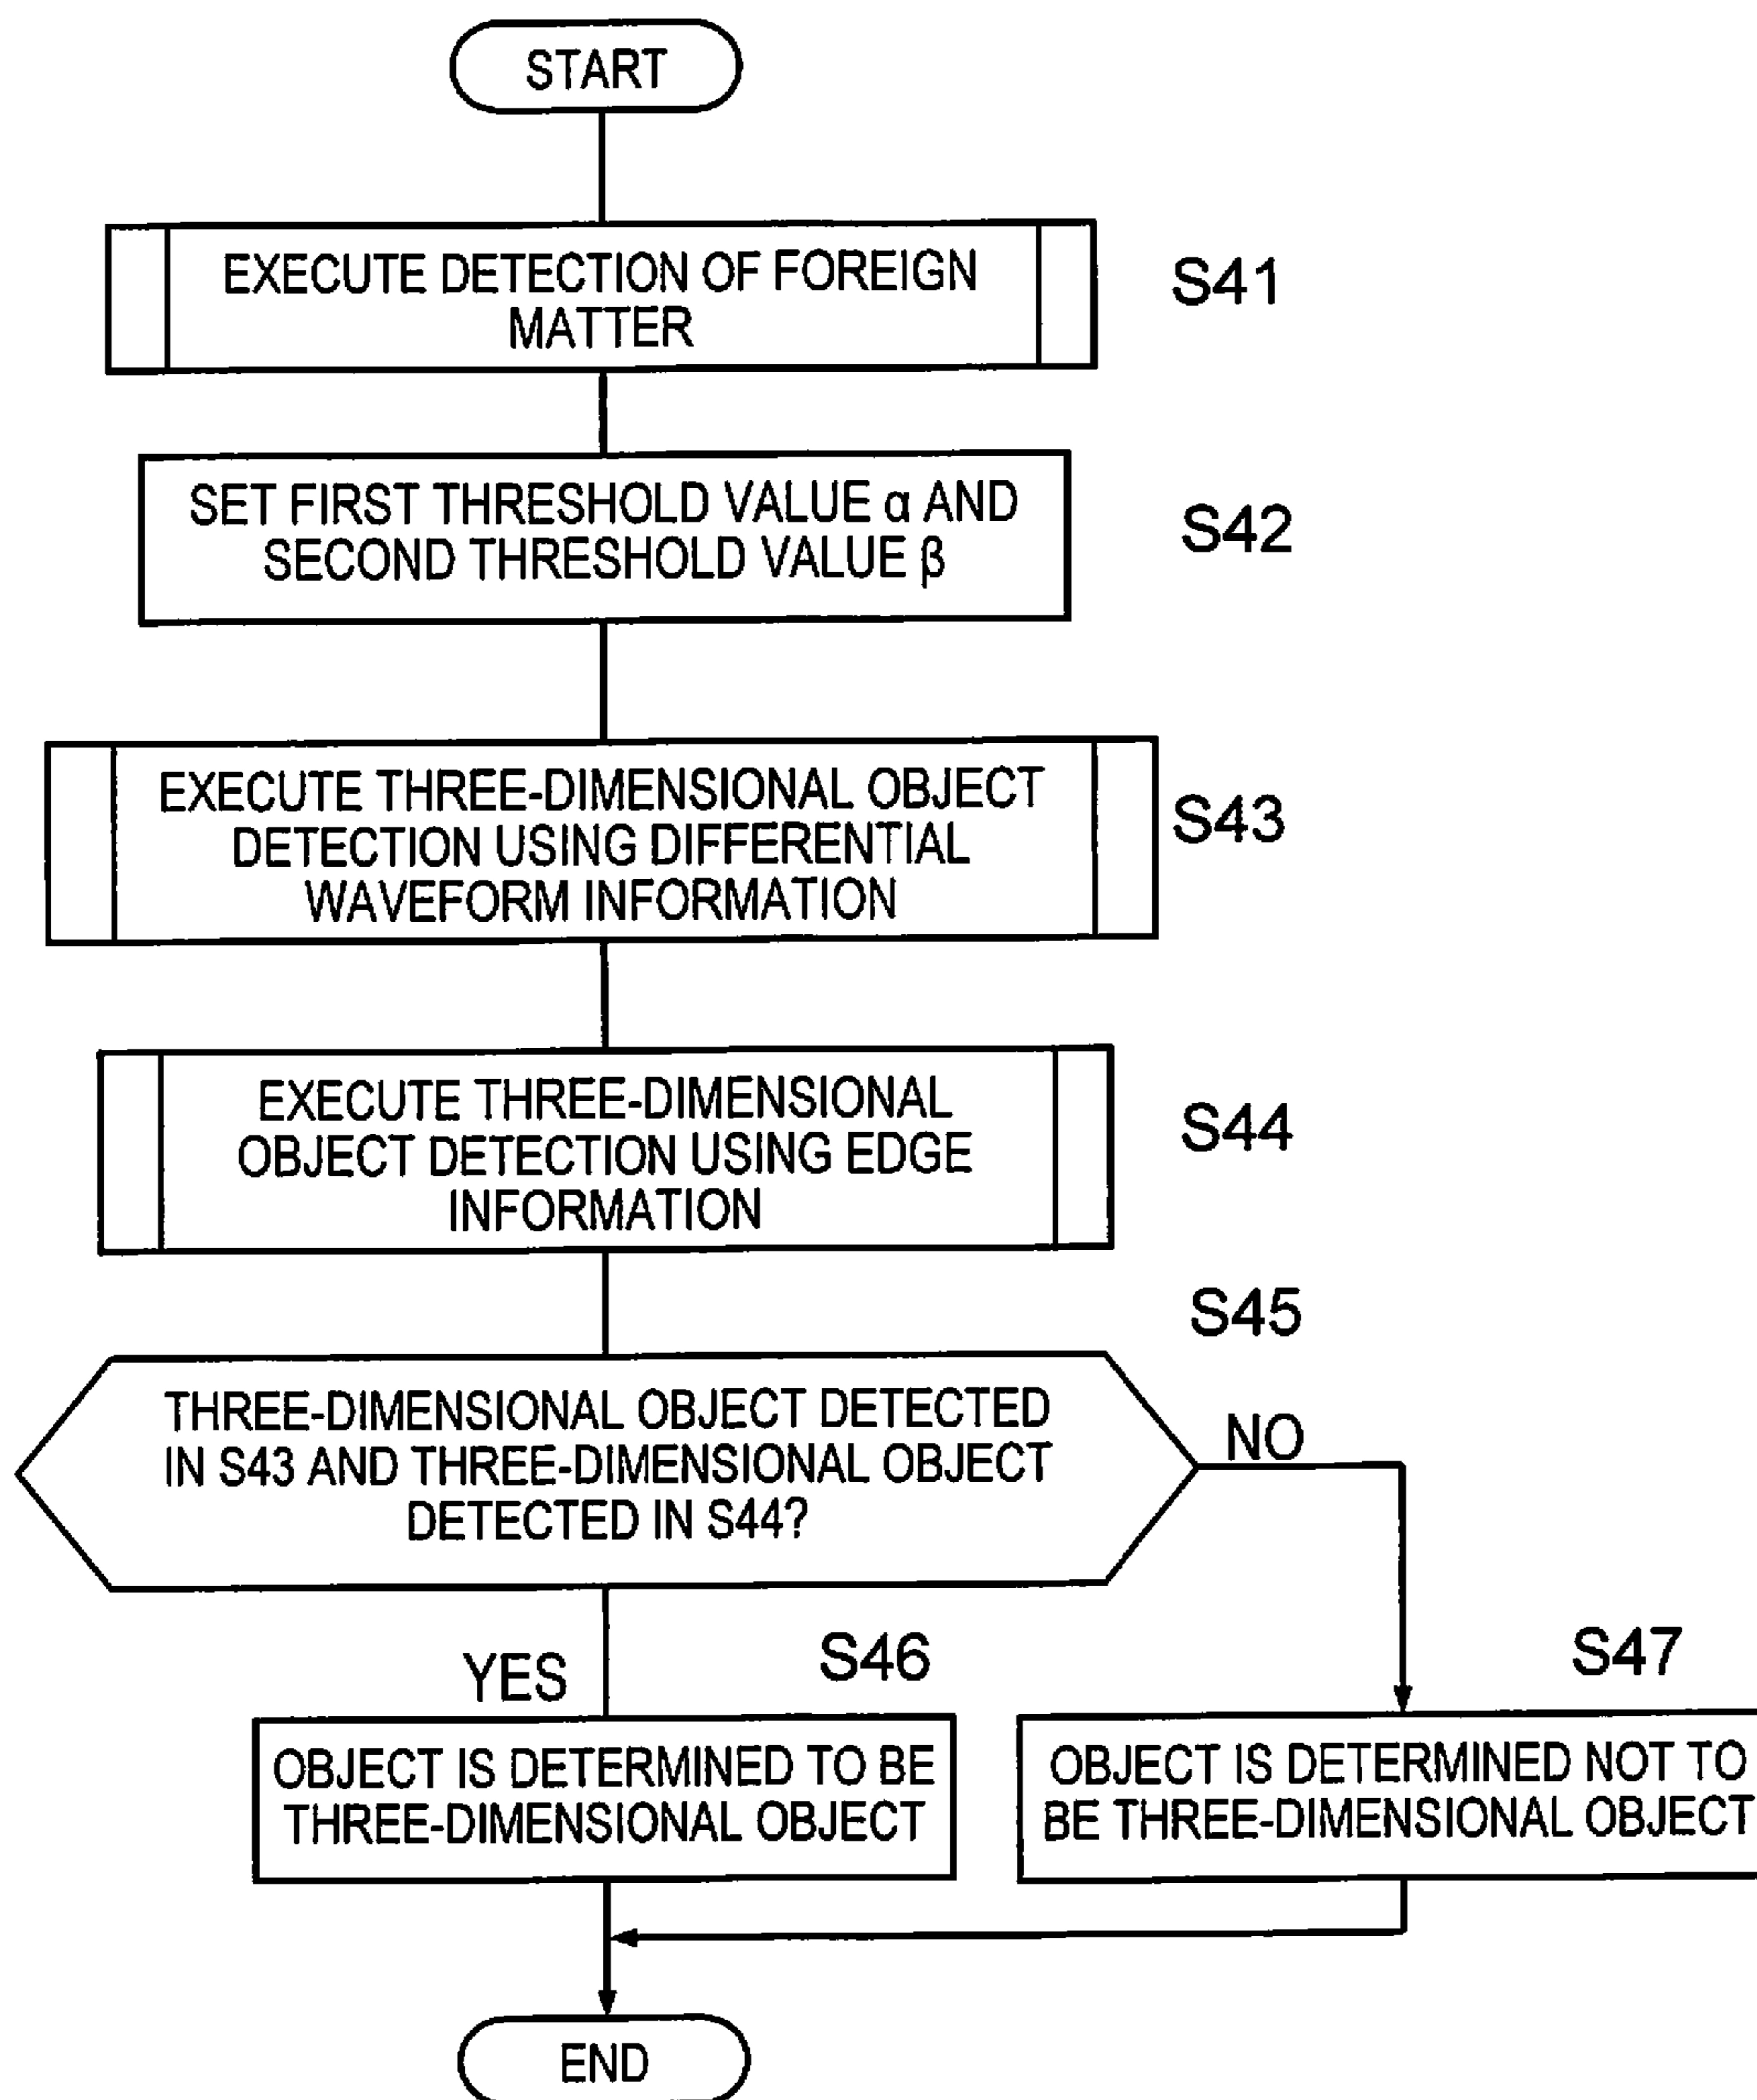 START
EXECUTE DETECTION OF FOREIGN
MATTER
S41
SET FIRST THRESHOLD VALUE α AND
SECOND THRESHOLD VALUE β
S42
EXECUTE THREE-DIMENSIONAL OBJECT
DETECTION USING DIFFERENTIAL
WAVEFORM INFORMATION
S43
EXECUTE THREE-DIMENSIONAL
OBJECT DETECTION USING EDGE
INFORMATION
S44
S45
THREE-DIMENSIONAL OBJECT DETECTED
IN S43 AND THREE-DIMENSIONAL OBJECT
DETECTED IN S44?
NO
YES
S46
S47
OBJECT IS DETERMINED TO BE
THREE-DIMENSIONAL OBJECT
OBJECT IS DETERMINED NOT TO
BE THREE-DIMENSIONAL OBJECT
END